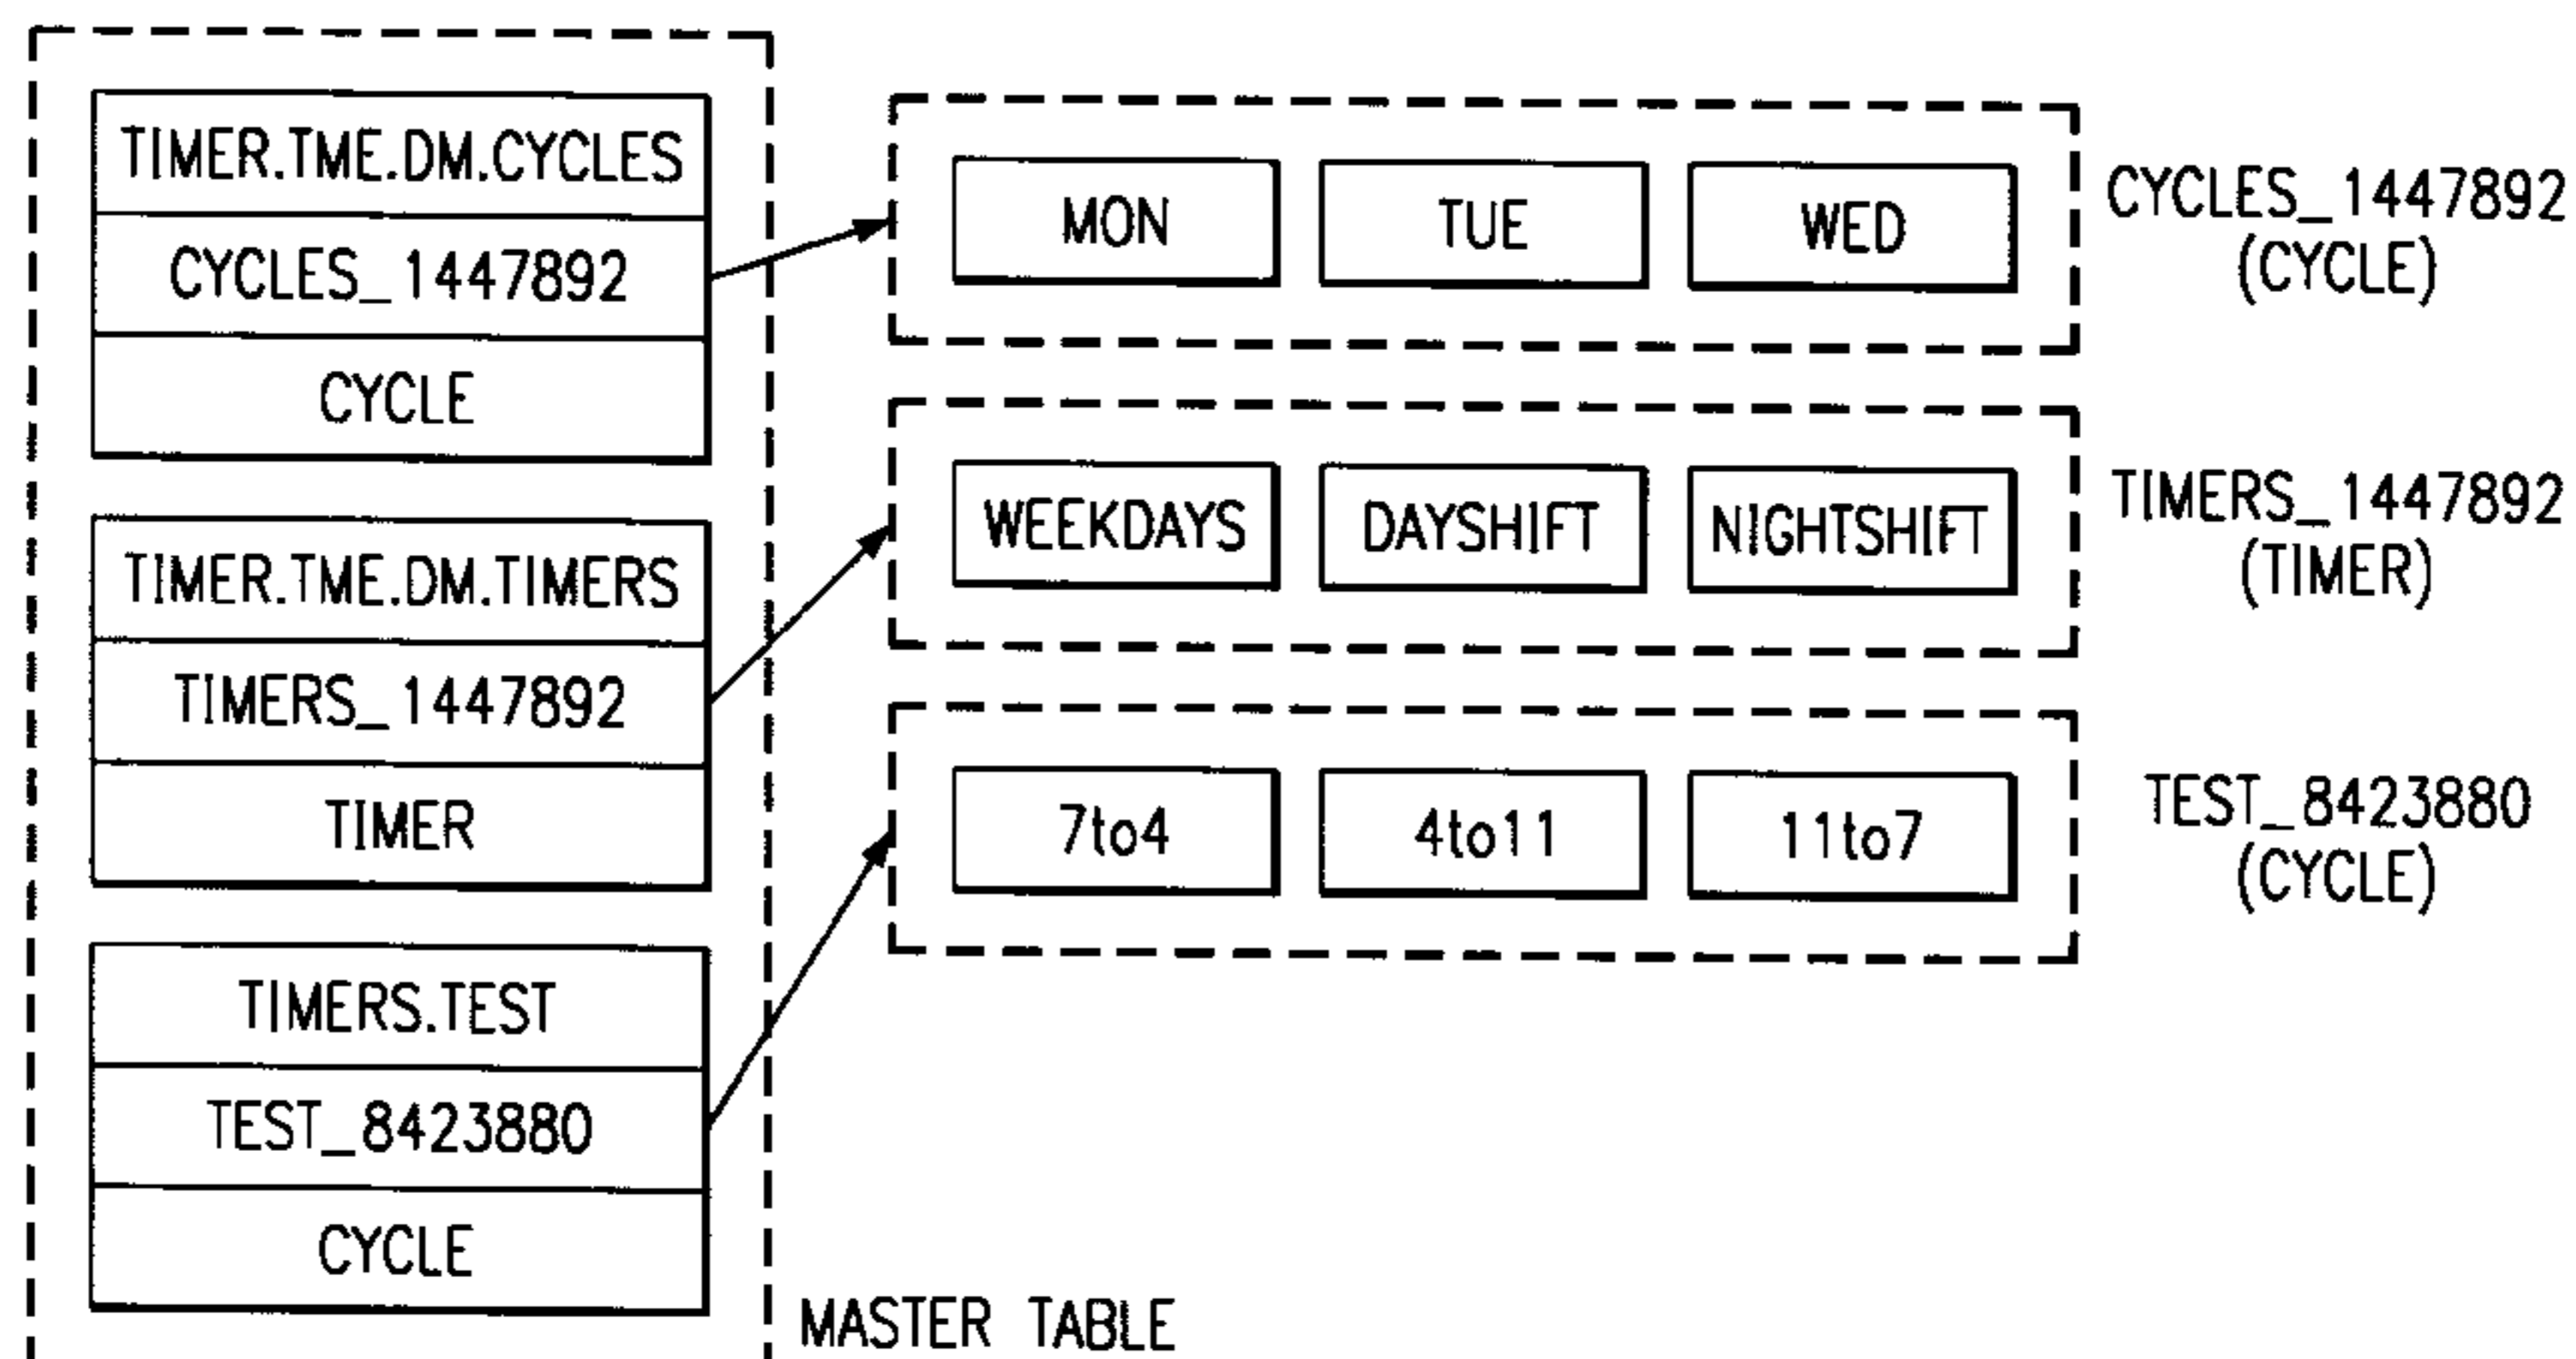 TIMER.TME.DM.CYCLES
CYCLES_1447892
CYCLE
TIMER.TME.DM.TIMERS
TIMERS_1447892
TIMER
TIMERS.TEST
TEST_8423880
CYCLE
MASTER TABLE
MON TUE WED
CYCLES_1447892
(CYCLE)
WEEKDAYS DAYSHIFT NIGHTSHIFT
TIMERS_1447892
(TIMER)
7to4 4to11 11to7
TEST_8423880
(CYCLE)